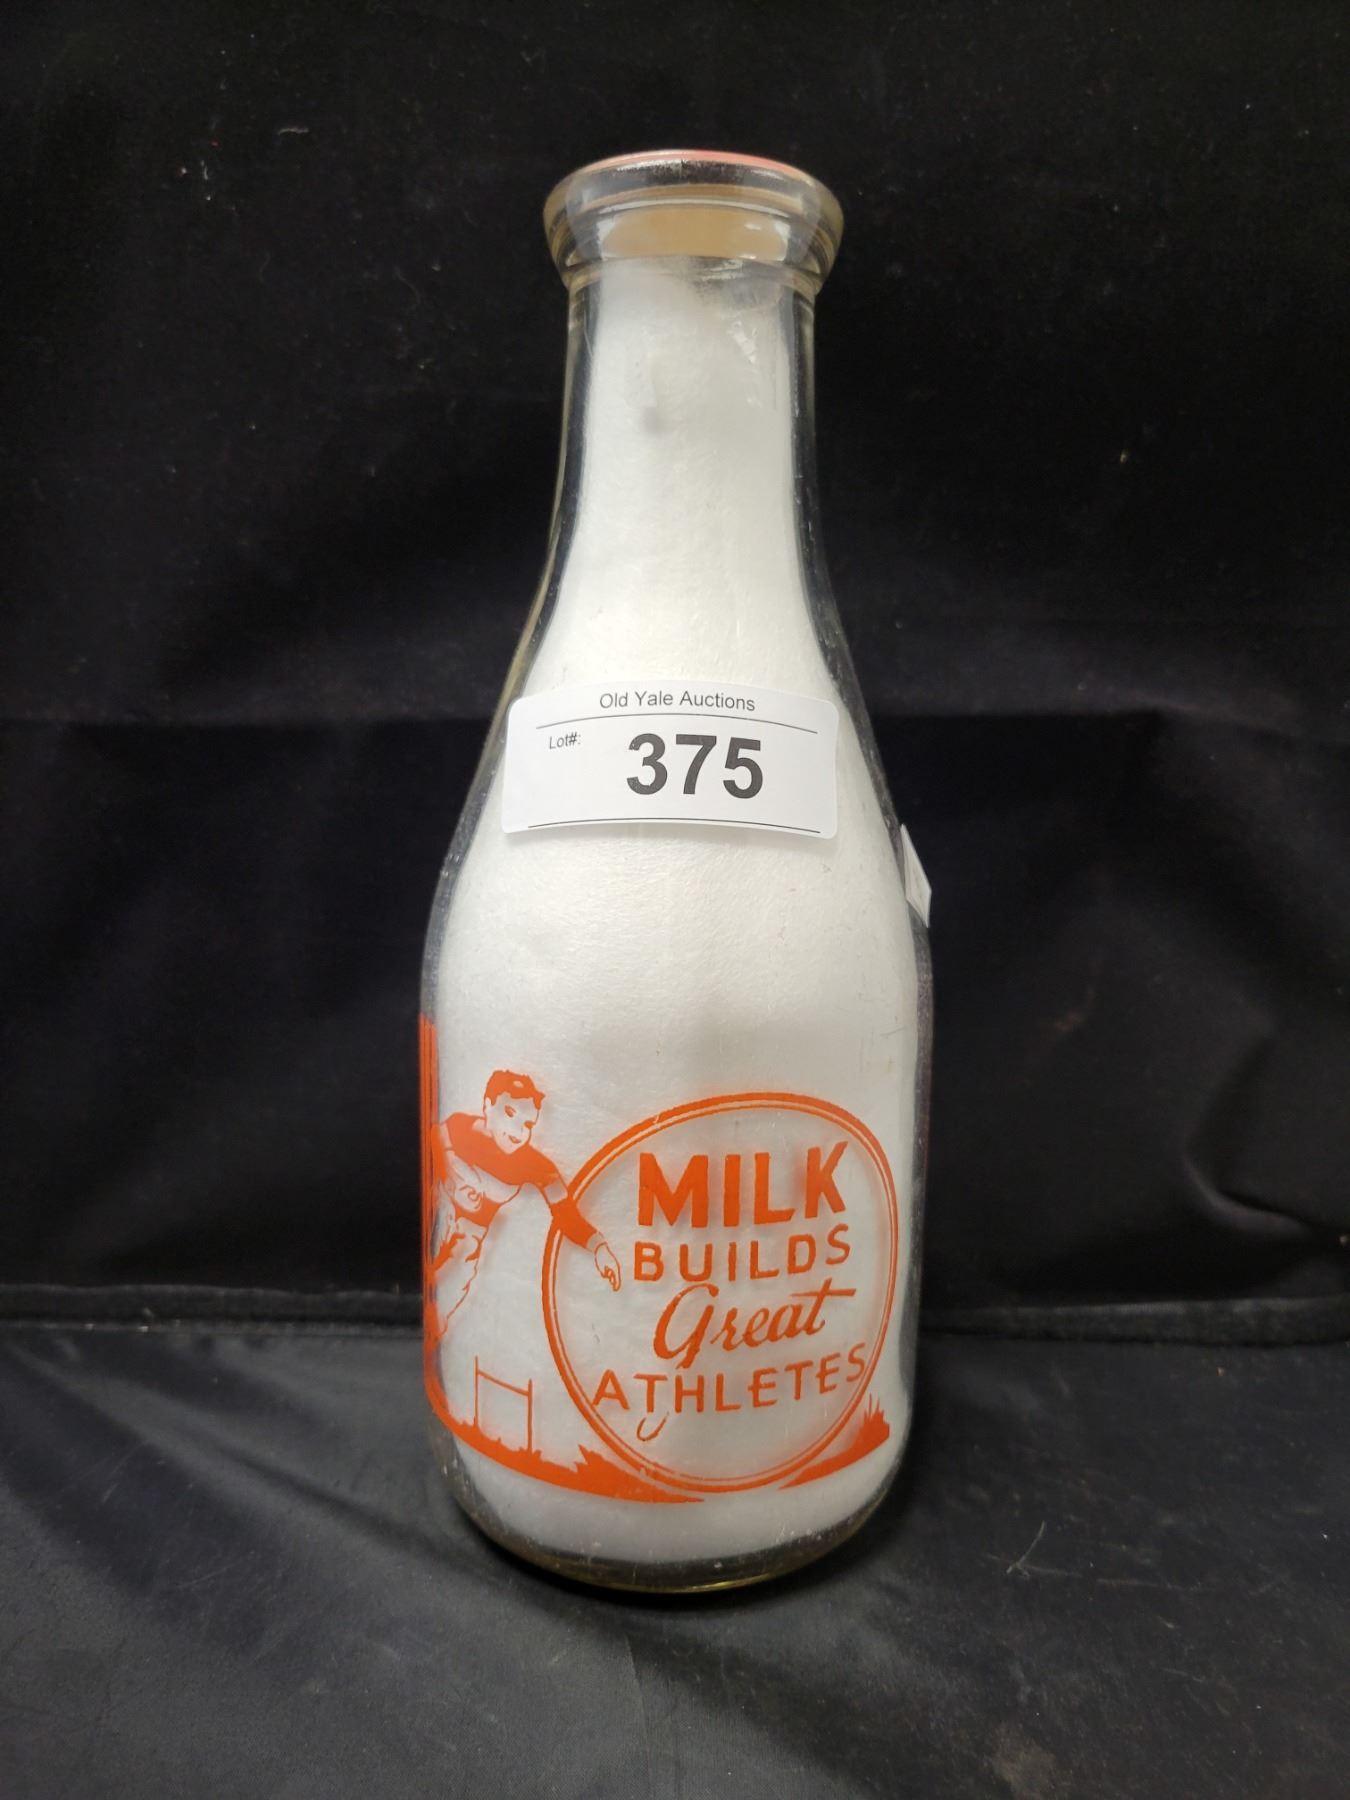 Old Yale Auctions
Lot#: 375
MILK
BUILDS
Great
ATHLETES